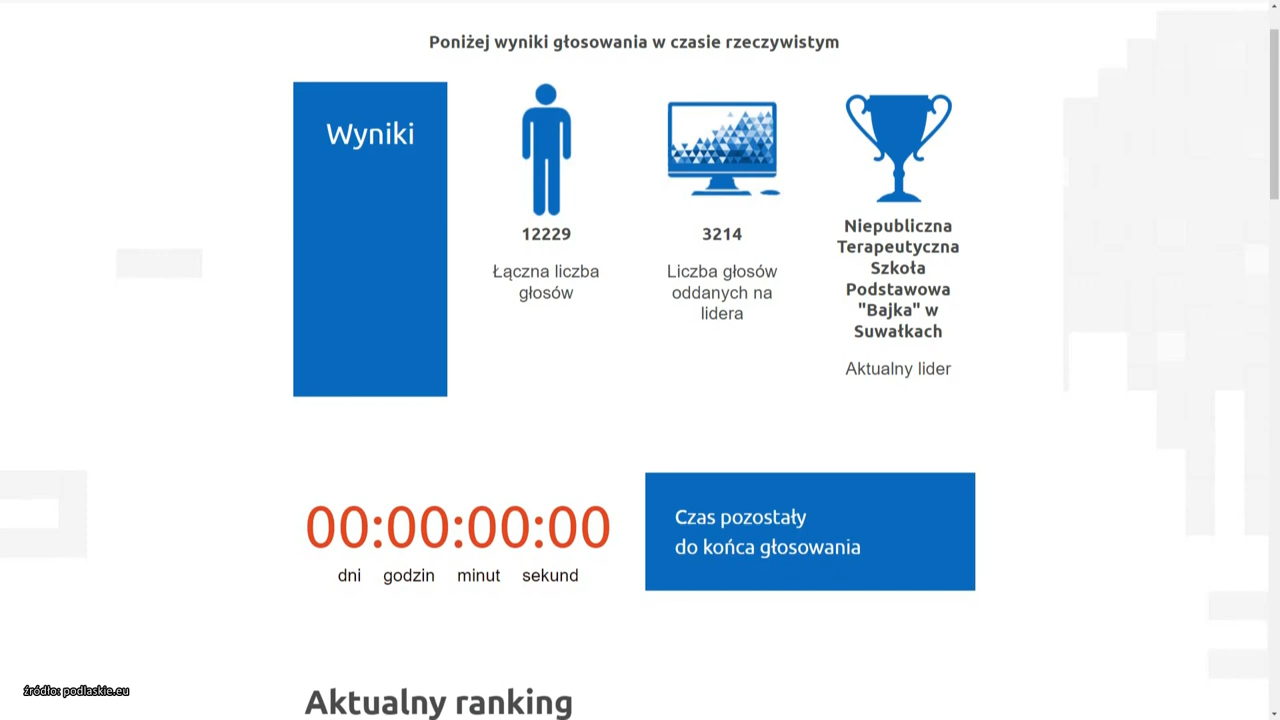 Poniżej wyniki głosowania w czasie rzeczywistym
Wyniki
12229
Łączna liczba
głosów
3214
Liczba głosów
oddanych na
lidera
Niepubliczna
Terapeutyczna
Szkoła
Podstawowa
"Bajka" w
Suwałkach
Aktualny lider
00:00:00:00
dni godzin minut sekund
Czas pozostały
do końca głosowania
Aktualny ranking
źródło: podlaskie.eu